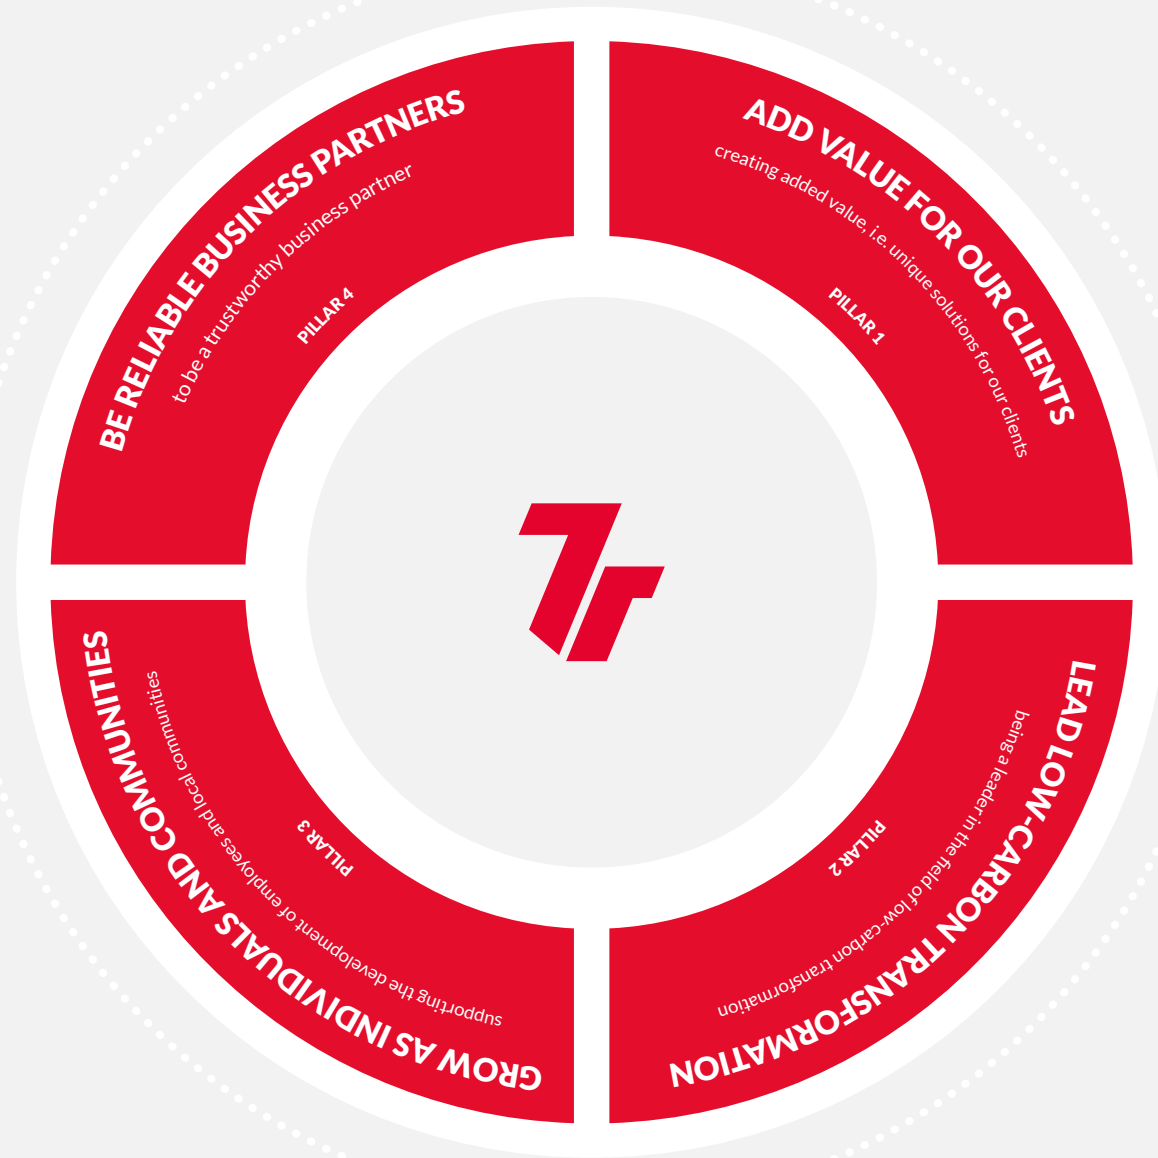 ADD VALUE FOR OUR CLIENTS
creating added value, i.e. unique solutions for our clients
PILLAR 1
LEAD LOW-CARBON TRANSFORMATION
being a leader in the field of low-carbon transformation
PILLAR 2
GROW AS INDIVIDUALS AND COMMUNITIES
supporting the development of employees and local communities
PILLAR 3
BE RELIABLE BUSINESS PARTNERS
to be a trustworthy business partner
PILLAR 4
7r